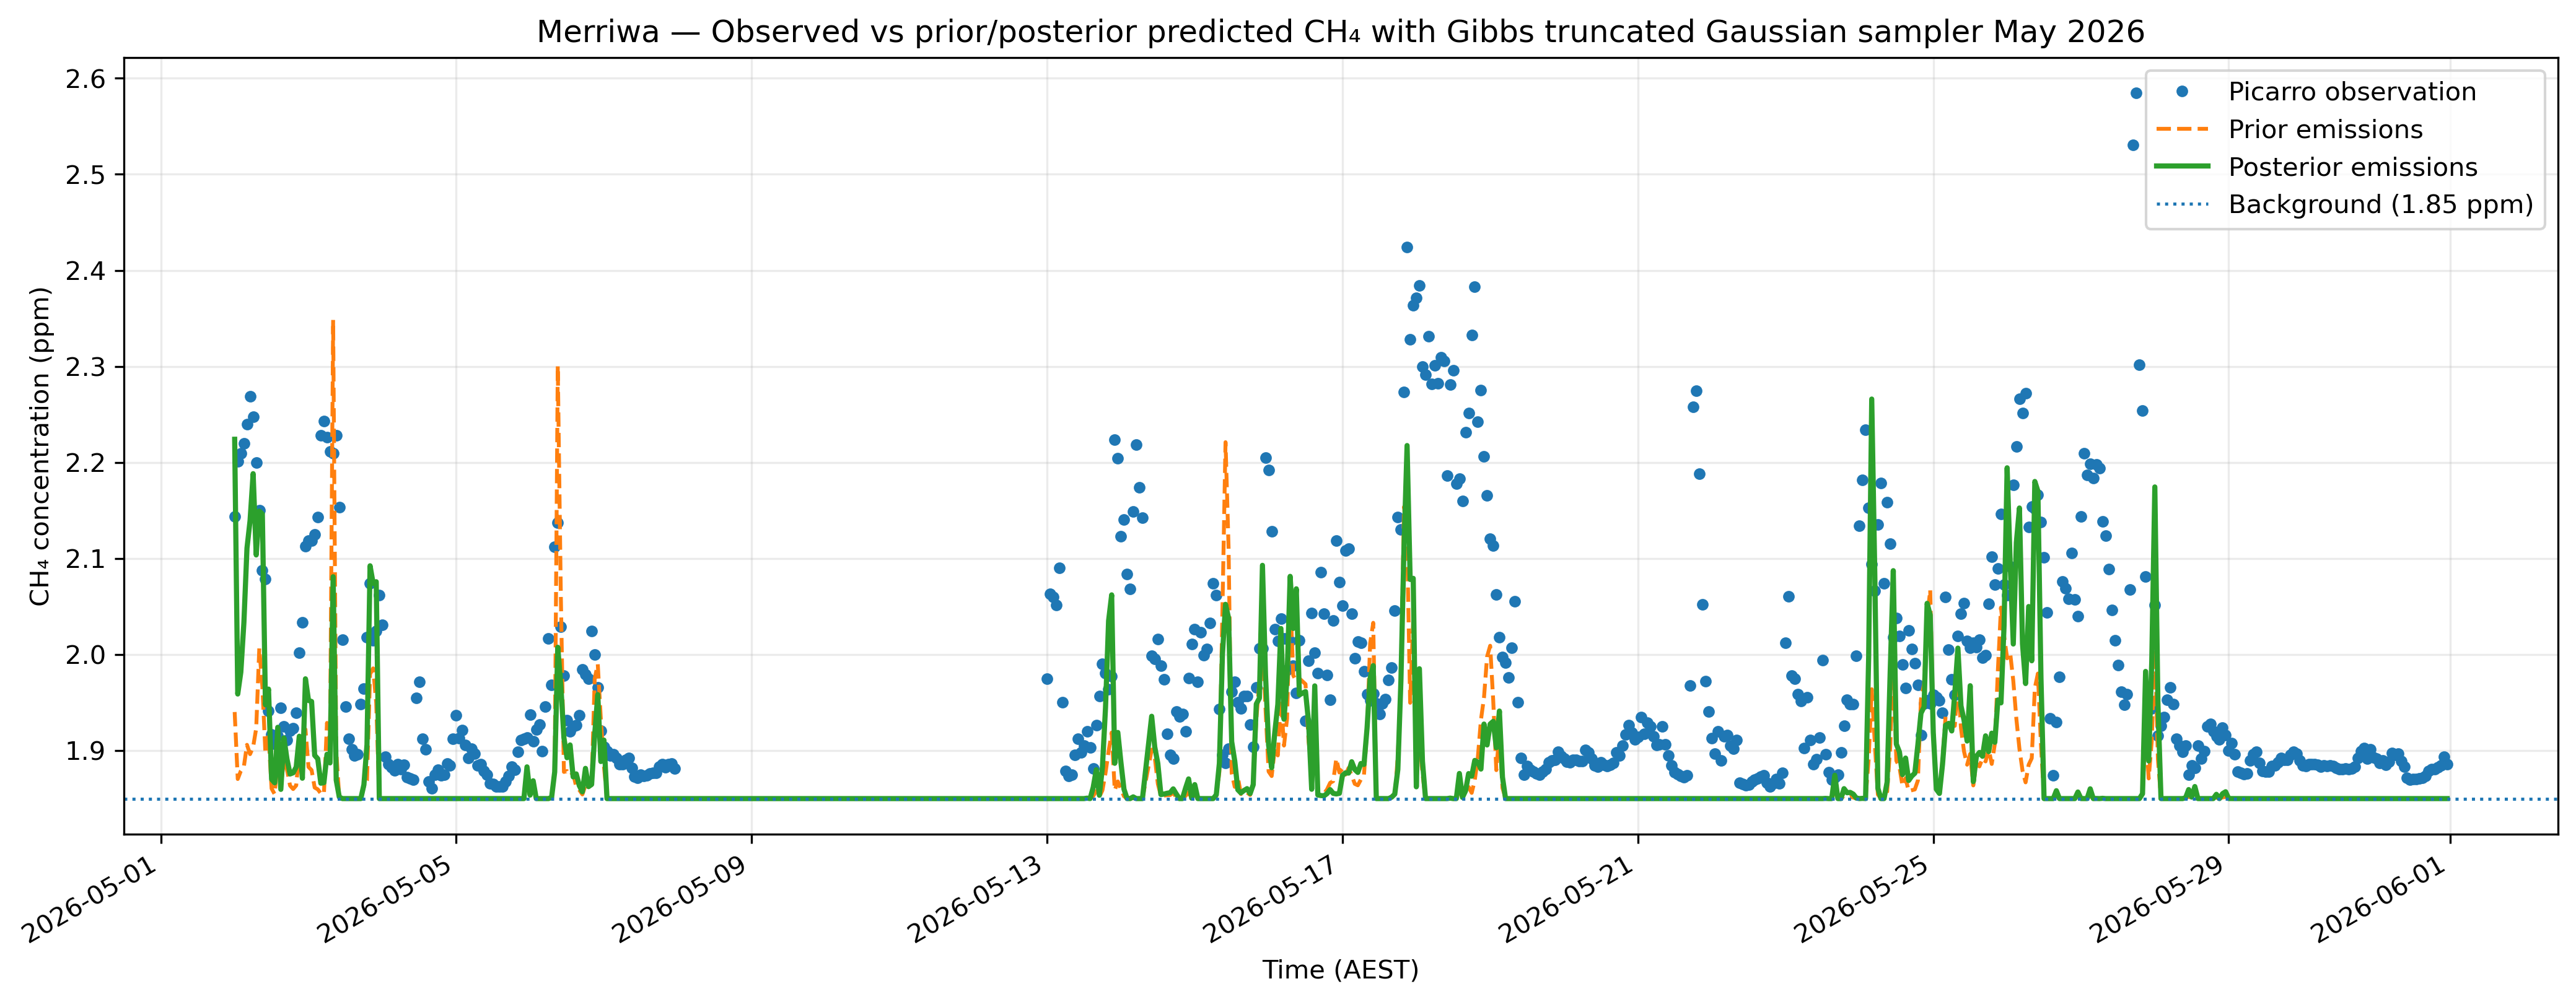 Merriwa — Observed vs prior/posterior predicted CH₄ with Gibbs truncated Gaussian sampler May 2026
CH₄ concentration (ppm)
2.6
2.5
2.4
2.3
2.2
2.1
2.0
1.9
Picarro observation
Prior emissions
Posterior emissions
Background (1.85 ppm)
2026-05-01
2026-05-05
2026-05-09
2026-05-13
2026-05-17
2026-05-21
2026-05-25
2026-05-29
2026-06-01
Time (AEST)